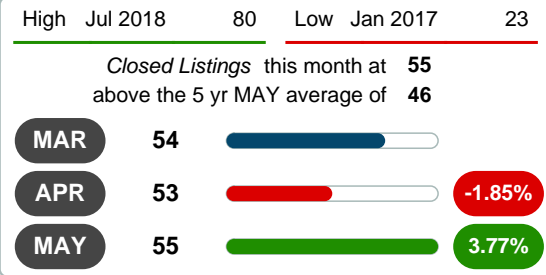 High Jul 2018 80 Low Jan 2017 23
Closed Listings this month at 55
above the 5 yr MAY average of 46
MAR 54
APR 53 -1.85%
MAY 55 3.77%